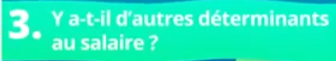 3. Y a-t-il d'autres déterminants
au salaire ?